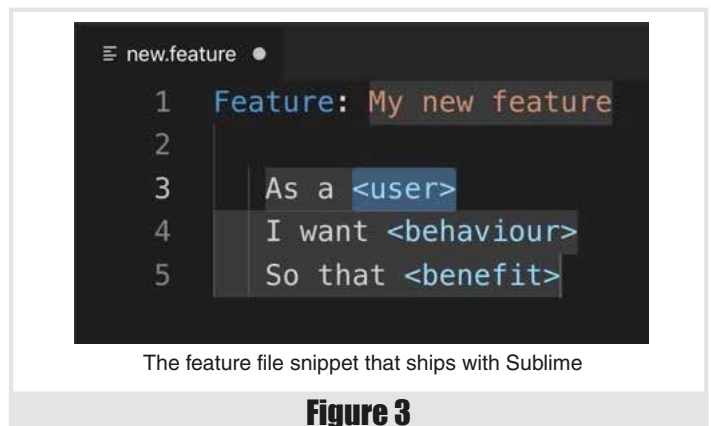 new.feature
1 Feature: My new feature
2
3 As a <user>
4 I want <behaviour>
5 So that <benefit>
The feature file snippet that ships with Sublime
Figure 3